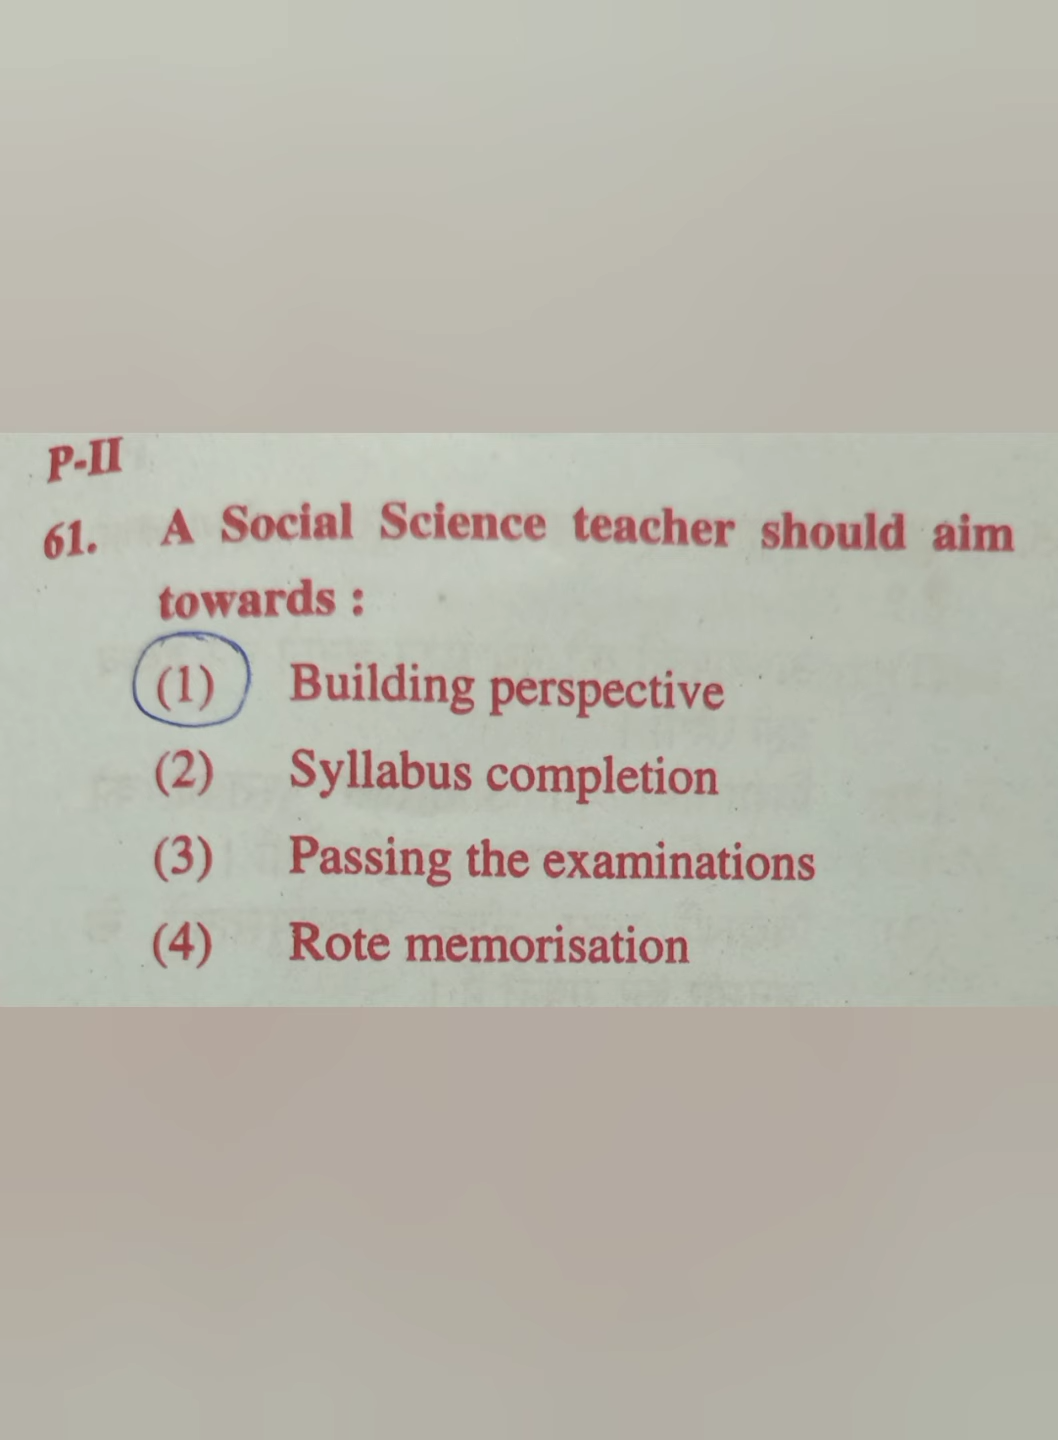 P-II
61. A Social Science teacher should aim
towards :
(1) Building perspective
(2) Syllabus completion
(3) Passing the examinations
(4) Rote memorisation